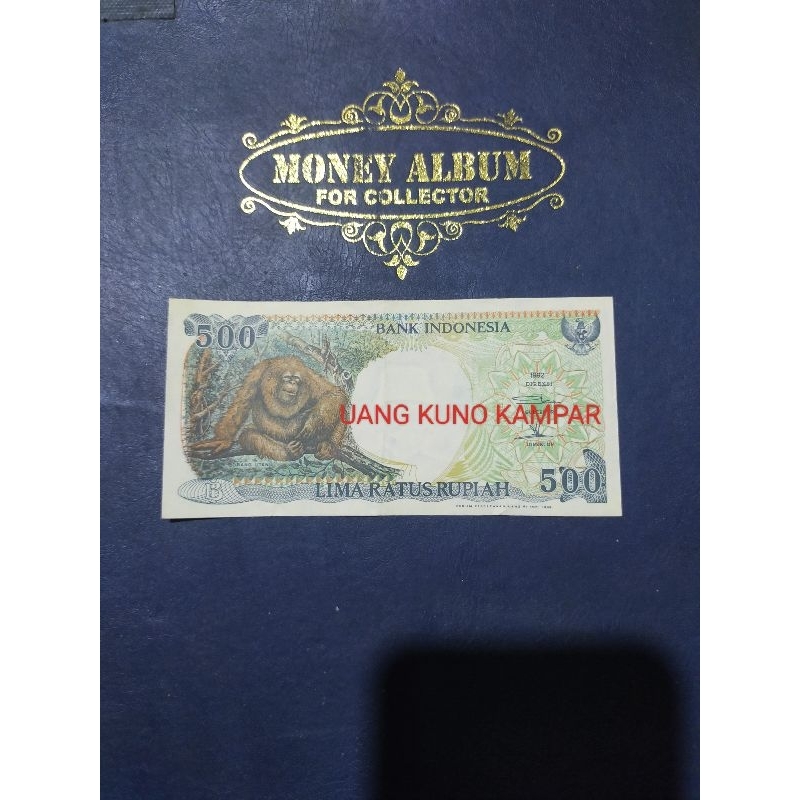 MONEY ALBUM
FOR COLLECTOR
500
BANK INDONESIA
1992
UANG KUNO KAMPAR
500
LIMA RATUS RUPIAH